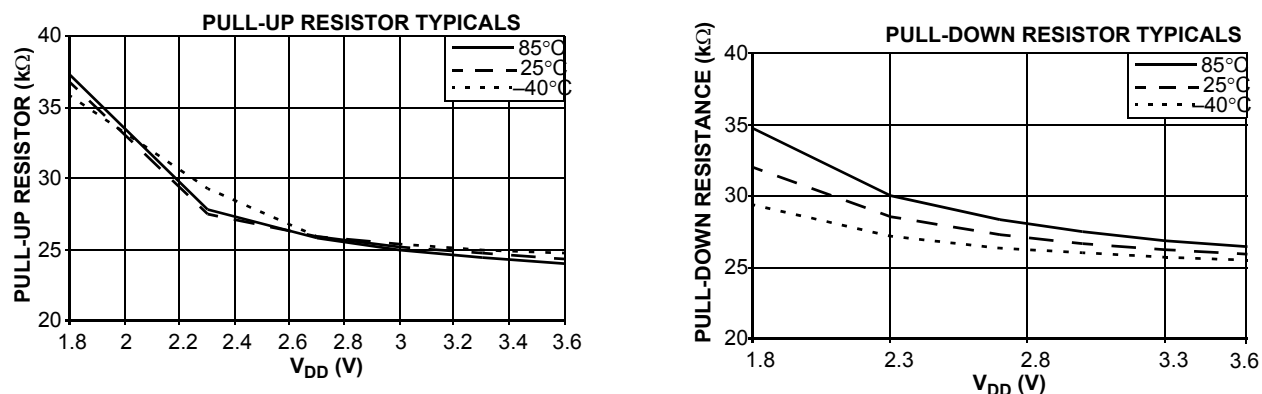 PULL-UP RESISTOR TYPICALS
85°C
25°C
–40°C
PULL-UP RESISTOR (kΩ)
40
35
30
25
20
1.8 2 2.2 2.4 2.6 2.8 3 3.2 3.4 3.6
VDD (V)
PULL-DOWN RESISTOR TYPICALS
85°C
25°C
–40°C
PULL-DOWN RESISTANCE (kΩ)
40
35
30
25
20
1.8 2.3 2.8 3.3 3.6
VDD (V)